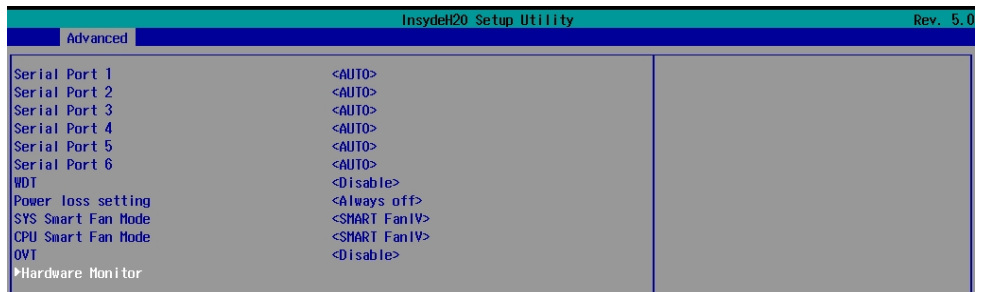 InsydeH20 Setup Utility Rev. 5.0
Advanced
Serial Port 1 <AUTO>
Serial Port 2 <AUTO>
Serial Port 3 <AUTO>
Serial Port 4 <AUTO>
Serial Port 5 <AUTO>
Serial Port 6 <AUTO>
WDT <Disable>
Power loss setting <Always off>
SYS Smart Fan Mode <SMART FanIV>
CPU Smart Fan Mode <SMART FanIV>
OVT <Disable>
▶Hardware Monitor